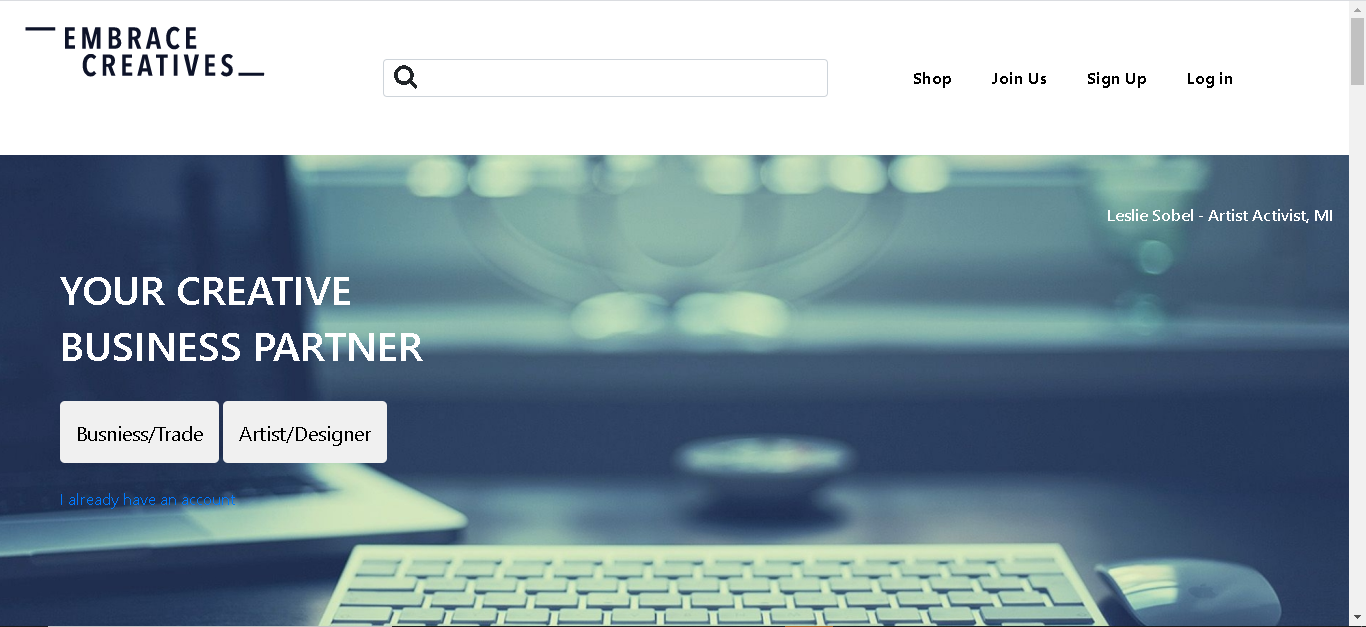 EMBRACE
CREATIVES
Shop Join Us Sign Up Log in
Leslie Sobel - Artist Activist, MI
YOUR CREATIVE
BUSINESS PARTNER
Busniess/Trade Artist/Designer
I already have an account